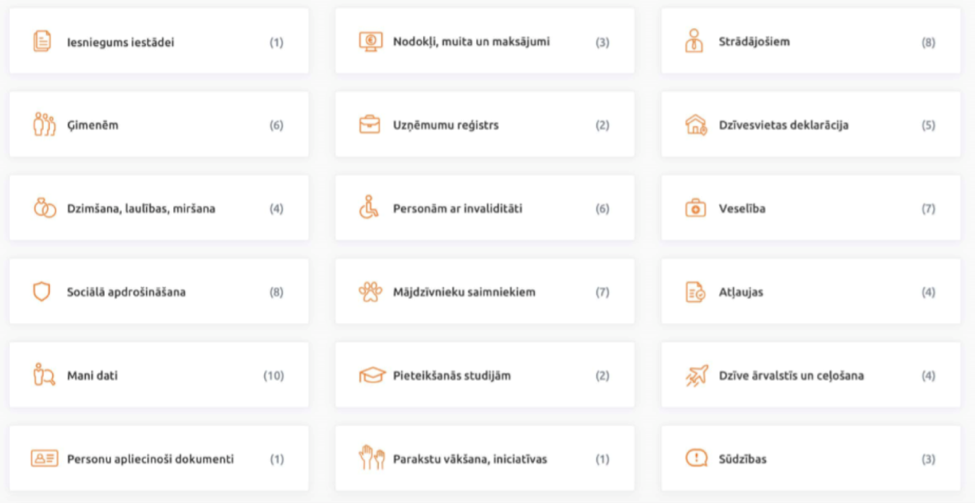 Iesniegums iestādei (1)
Nodokļi, muita un maksājumi (3)
Strādājošiem (8)
Ģimenēm (6)
Uzņēmumu reģistrs (2)
Dzīvesvietas deklarācija (5)
Dzimšana, laulības, miršana (4)
Personām ar invaliditāti (6)
Veselība (7)
Sociālā apdrošināšana (8)
Mājdzīvnieku saimniekiem (7)
Atļaujas (4)
Mani dati (10)
Pieteikšanās studijām (2)
Dzīve ārvalstīs un ceļošana (4)
Personu apliecinoši dokumenti (1)
Parakstu vākšana, iniciatīvas (1)
Sūdzības (3)